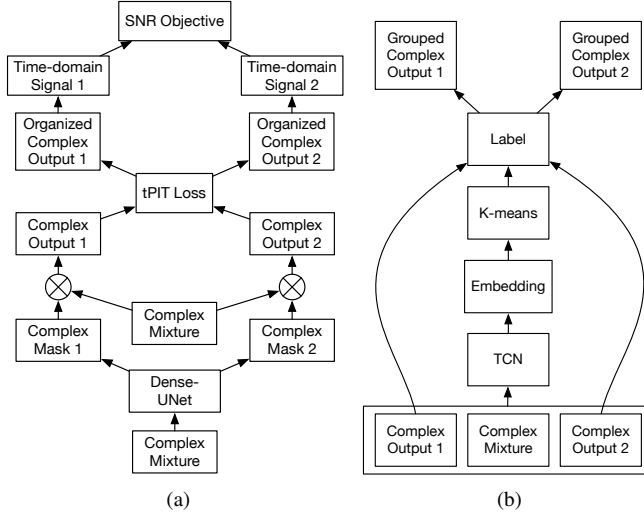 SNR Objective
Time-domain
Signal 1
Time-domain
Signal 2
Organized
Complex
Output 1
Organized
Complex
Output 2
tPIT Loss
Complex
Output 1
Complex
Output 2
Complex
Mixture
Complex
Mask 1
Complex
Mask 2
Dense-
UNet
Complex
Mixture
(a)
Grouped
Complex
Output 1
Grouped
Complex
Output 2
Label
K-means
Embedding
TCN
Complex
Output 1
Complex
Mixture
Complex
Output 2
(b)